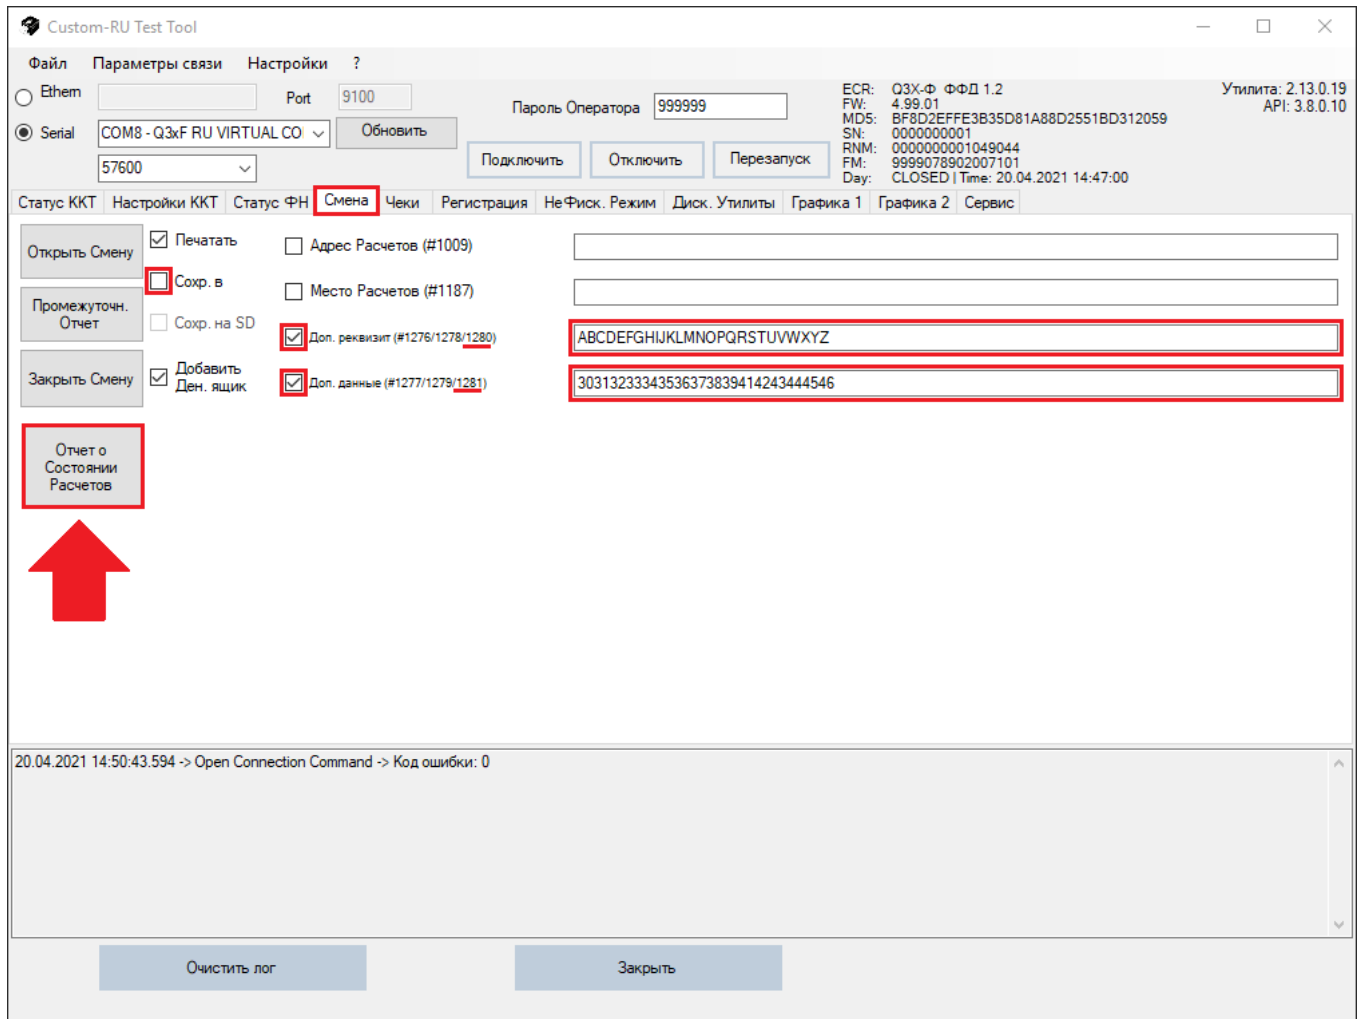 Custom-RU Test Tool
Файл Параметры связи Настройки ?
Ethern Port 9100
Пароль Оператора 999999
Serial COM8 - Q3xF RU VIRTUAL CO Обновить
57600
Подключить Отключить Перезапуск
ECR: Q3X-Ф ФФД 1.2
FW: 4.99.01
MD5: BF8D2EFFE3B35D81A88D2551BD312059
SN: 0000000001
RNM: 0000000001049044
FM: 9999078902007101
Day: CLOSED | Time: 20.04.2021 14:47:00
Утилита: 2.13.0.19
API: 3.8.0.10
Статус ККТ Настройки ККТ Статус ФН Смена Чеки Регистрация НеФиск. Режим Диск. Утилиты Графика 1 Графика 2 Сервис
Открыть Смену
Промежуточн.
Отчет
Закрыть Смену
Отчет о
Состоянии
Расчетов
Печатать
Сохр. в
Сохр. на SD
Добавить
Ден. ящик
Адрес Расчетов (#1009)
Место Расчетов (#1187)
Доп. реквизит (#1276/1278/1280) ABCDEFGHIJKLMNOPQRSTUVWXYZ
Доп. данные (#1277/1279/1281) 30313233343536373839414243444546
20.04.2021 14:50:43.594 -> Open Connection Command -> Код ошибки: 0
Очистить лог Закрыть